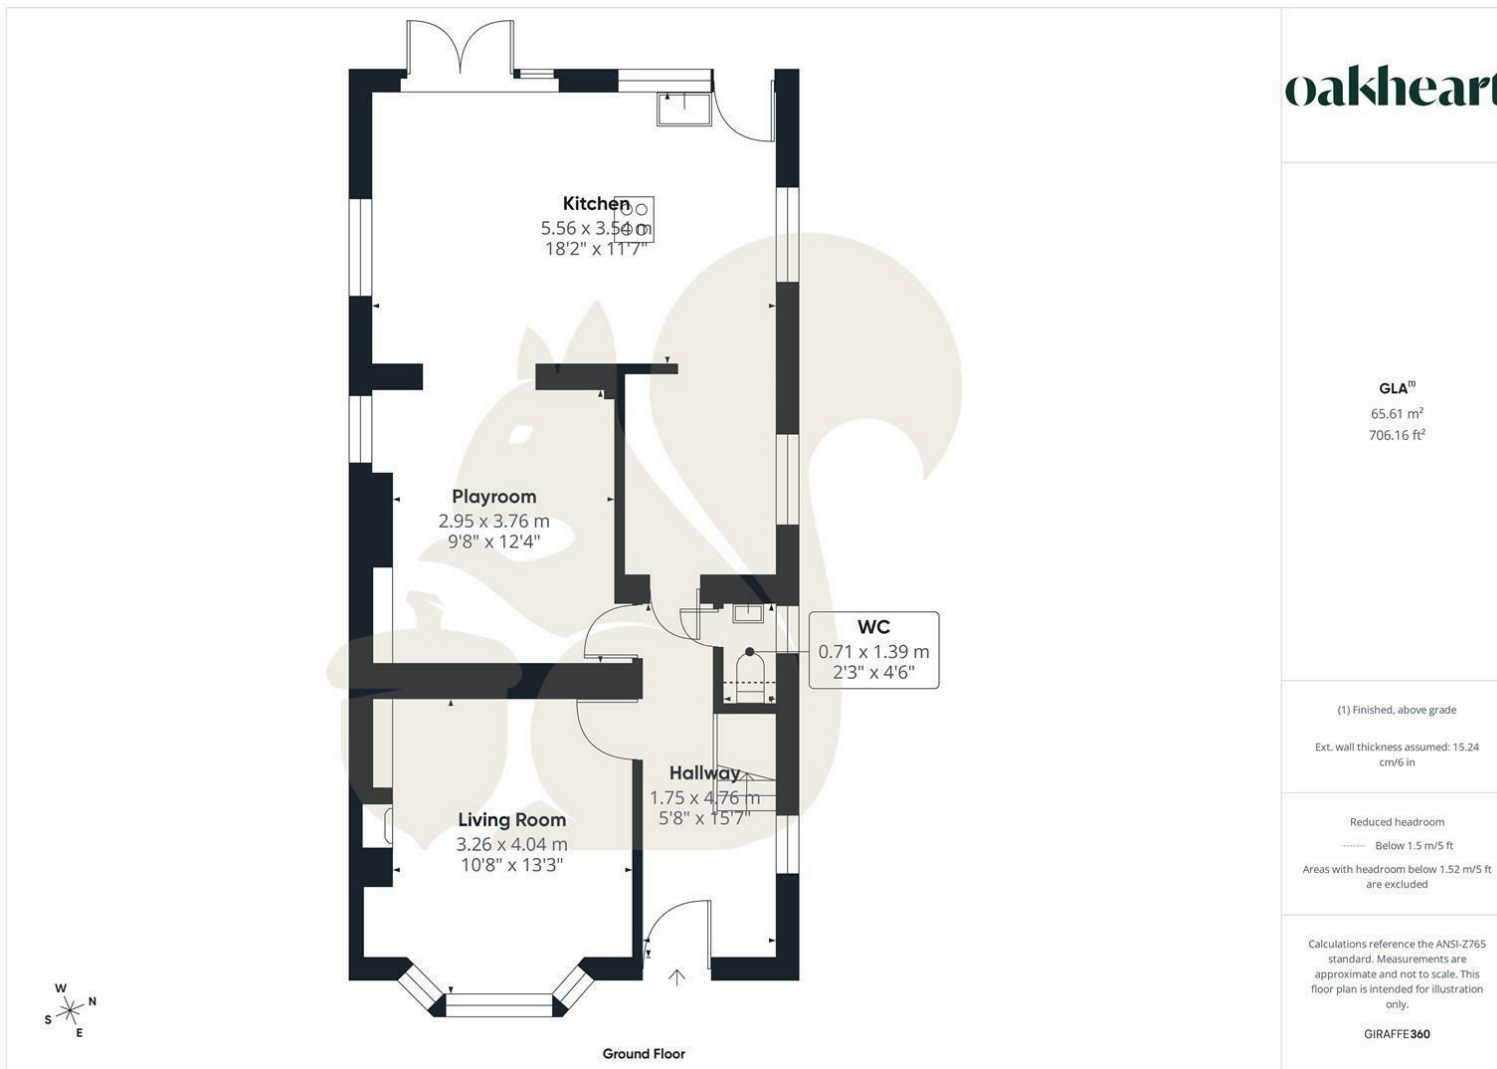 oakheart
Kitchen
5.56 x 3.54 m
18'2" x 11'7"
GLA(1)
65.61 m²
706.16 ft²
Playroom
2.95 x 3.76 m
9'8" x 12'4"
WC
0.71 x 1.39 m
2'3" x 4'6"
(1) Finished, above grade
Ext. wall thickness assumed: 15.24
cm/6 in
Hallway
1.75 x 4.76 m
5'8" x 15'7"
Living Room
3.26 x 4.04 m
10'8" x 13'3"
Reduced headroom
Below 1.5 m/5 ft
Areas with headroom below 1.52 m/5 ft
are excluded
Calculations reference the ANSI-Z765
standard. Measurements are
approximate and not to scale. This
floor plan is intended for illustration
only.
GIRAFFE360
W
N
S
E
Ground Floor